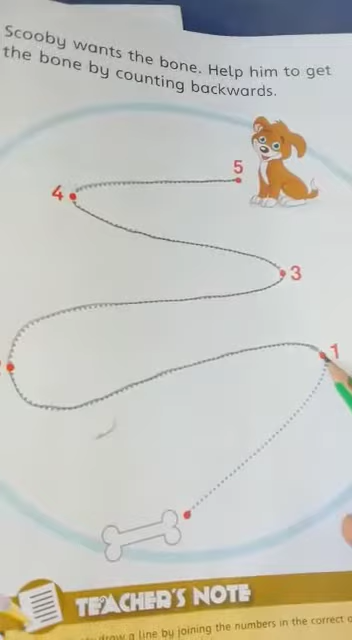 Scooby wants the bone. Help him to get
the bone by counting backwards.
5
4
3
1
TEACHER'S NOTE
draw a line by joining the numbers in the correct